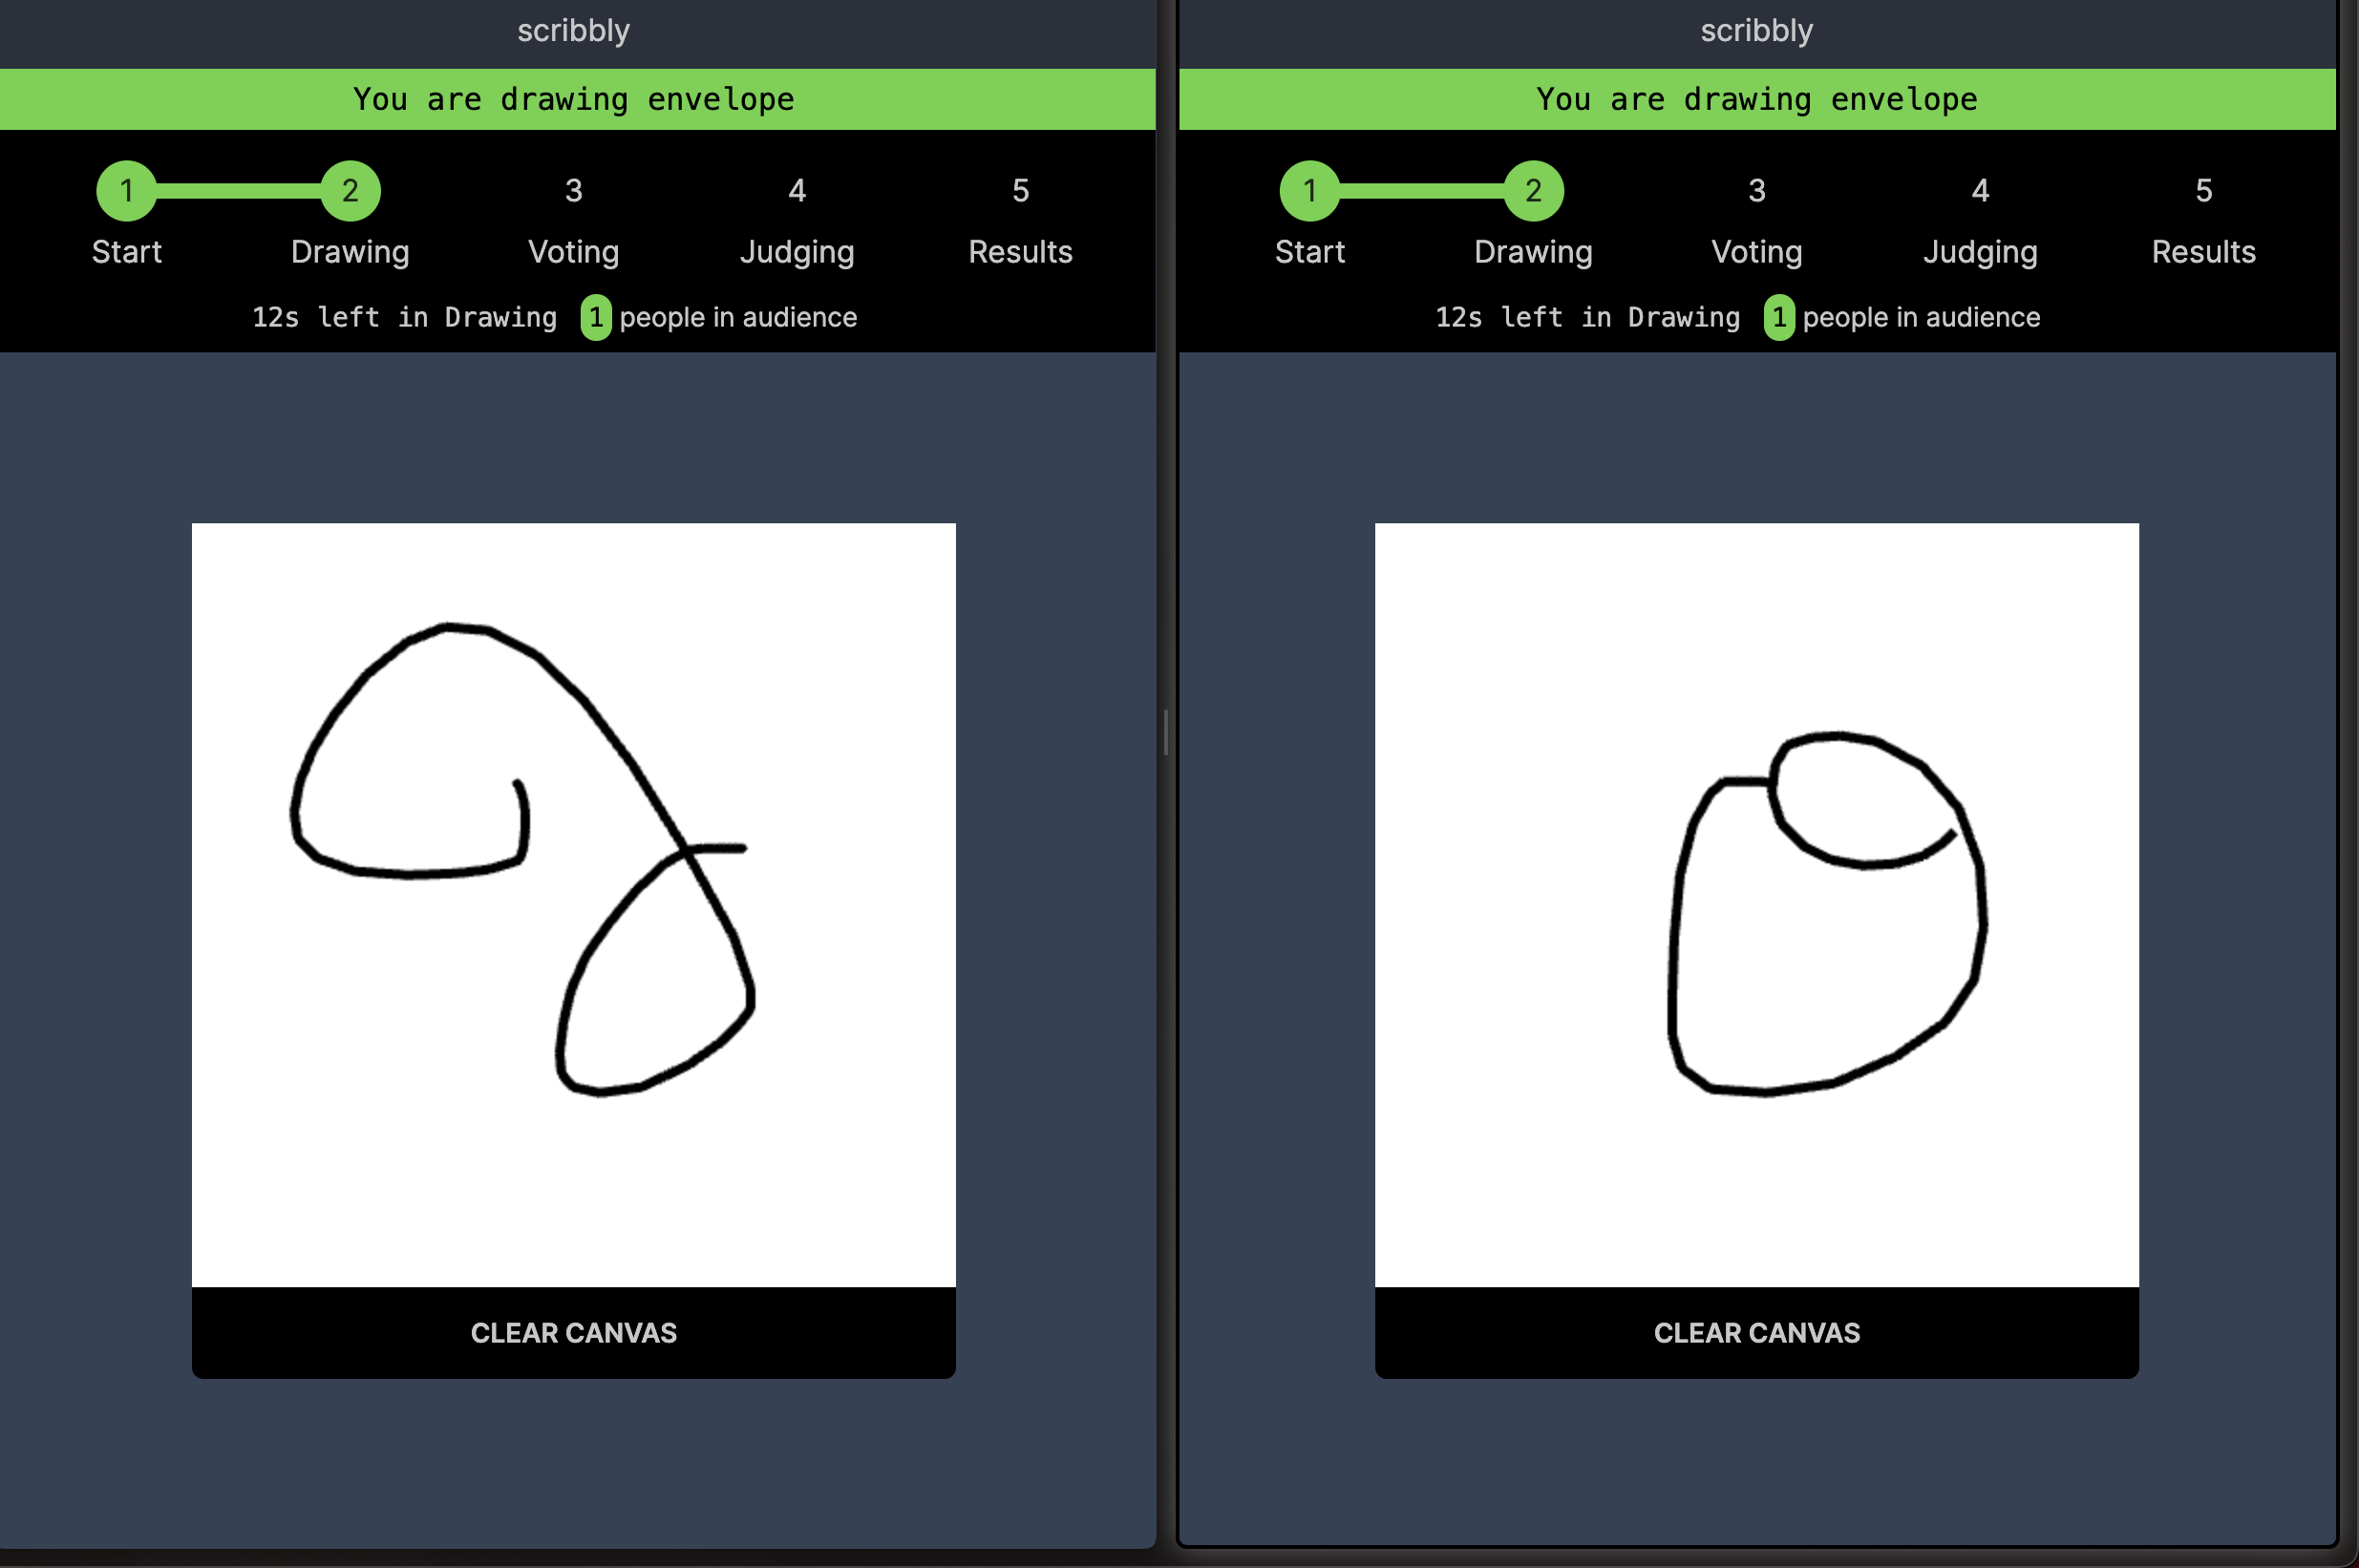 scribbly
You are drawing envelope
1 2 3 4 5
Start Drawing Voting Judging Results
12s left in Drawing 1 people in audience
CLEAR CANVAS
scribbly
You are drawing envelope
1 2 3 4 5
Start Drawing Voting Judging Results
12s left in Drawing 1 people in audience
CLEAR CANVAS